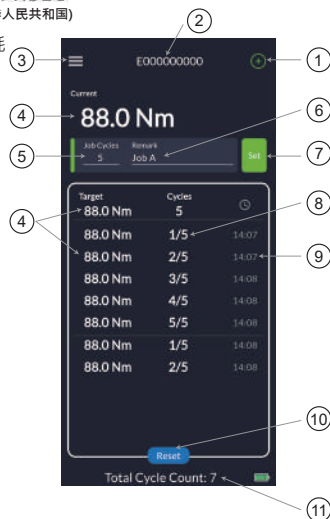 人民共和国)
耗
② 
③ E000000000 ①
Current
④ 88.0 Nm ⑥
Job Cycles Remark
⑤ 5 Job A Set ⑦
Target Cycles
④ 88.0 Nm 5 ⑧
88.0 Nm 1/5 14:07
88.0 Nm 2/5 14:07 ⑨
88.0 Nm 3/5 14:08
88.0 Nm 4/5 14:08
88.0 Nm 5/5 14:08
88.0 Nm 1/5 14:08
88.0 Nm 2/5 14:08
⑩
Reset
Total Cycle Count: 7
⑪